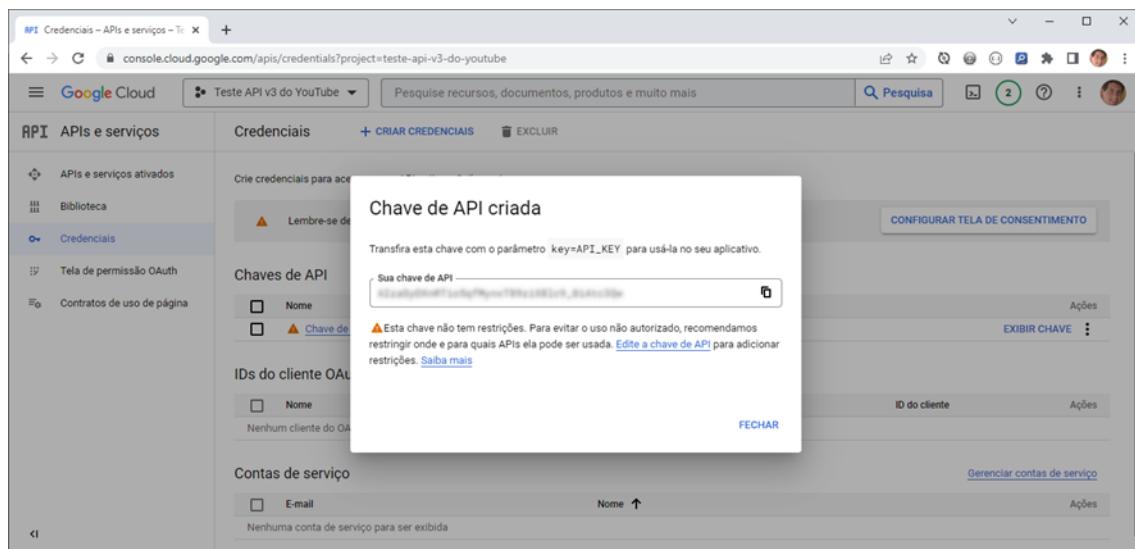 API Credenciais – APIs e serviços – Te
console.cloud.google.com/apis/credentials?project=teste-api-v3-do-youtube
Google Cloud
Teste API v3 do YouTube
Pesquise recursos, documentos, produtos e muito mais
Pesquisa
2
API APIs e serviços
Credenciais
+ CRIAR CREDENCIAIS
EXCLUIR
APIs e serviços ativados
Biblioteca
Credenciais
Tela de permissão OAuth
Contratos de uso de página
Crie credenciais para ace
Lembre-se de
CONFIGURAR TELA DE CONSENTIMENTO
Chave de API criada
Transfira esta chave com o parâmetro key=API_KEY para usá-la no seu aplicativo.
Sua chave de API
Esta chave não tem restrições. Para evitar o uso não autorizado, recomendamos
restringir onde e para quais APIs ela pode ser usada. Edite a chave de API para adicionar
restrições. Saiba mais
FECHAR
Chaves de API
Nome
Ações
Chave de
EXIBIR CHAVE
IDs do cliente OAu
Nome
ID do cliente
Ações
Nenhum cliente do OA
Contas de serviço
Gerenciar contas de serviço
E-mail
Nome
Ações
Nenhuma conta de serviço para ser exibida